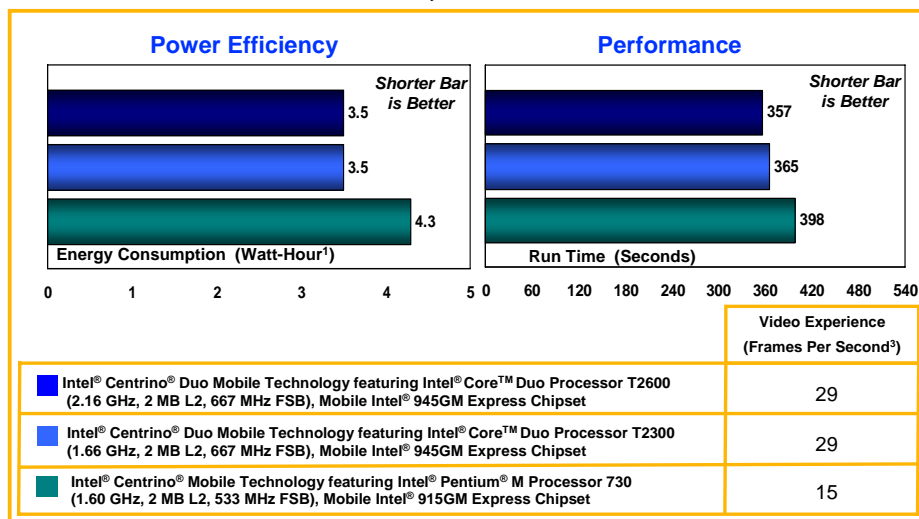 Power Efficiency
Shorter Bar
is Better
3.5
3.5
4.3
Energy Consumption (Watt-Hour¹)
0 1 2 3 4 5
Performance
Shorter Bar
is Better
357
365
398
Run Time (Seconds)
0 60 120 180 240 300 360 420 480 540
Video Experience
(Frames Per Second³)
Intel® Centrino® Duo Mobile Technology featuring Intel® Core™ Duo Processor T2600
(2.16 GHz, 2 MB L2, 667 MHz FSB), Mobile Intel® 945GM Express Chipset
29
Intel® Centrino® Duo Mobile Technology featuring Intel® Core™ Duo Processor T2300
(1.66 GHz, 2 MB L2, 667 MHz FSB), Mobile Intel® 945GM Express Chipset
29
Intel® Centrino® Mobile Technology featuring Intel® Pentium® M Processor 730
(1.60 GHz, 2 MB L2, 533 MHz FSB), Mobile Intel® 915GM Express Chipset
15